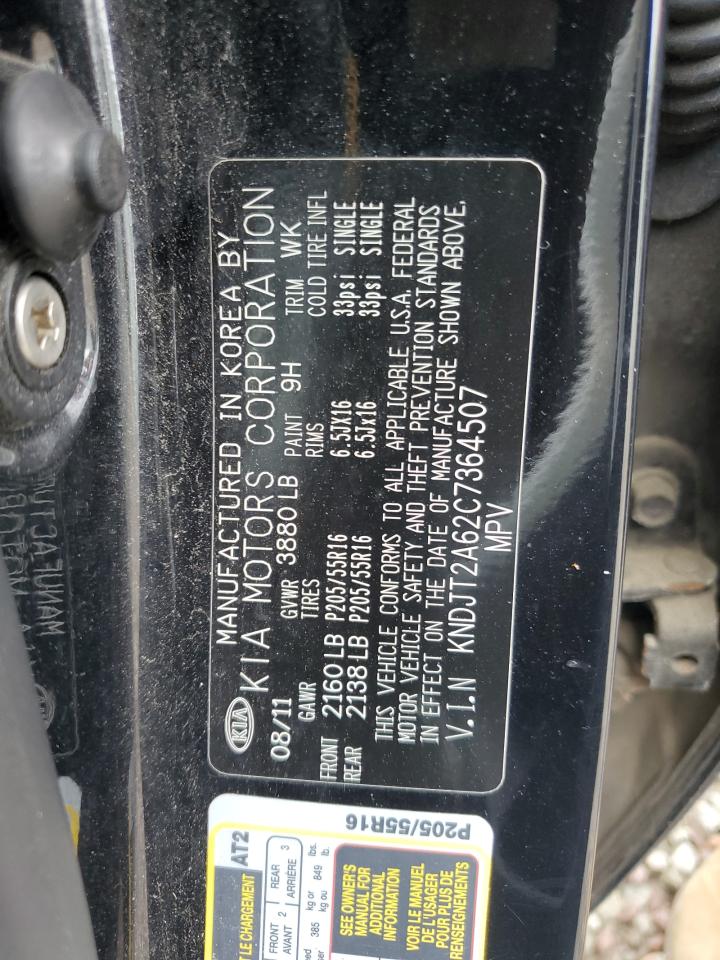 KIA
MANUFACTURED IN KOREA BY
KIA MOTORS CORPORATION
08/11 GVWR 3880 LB PAINT 9H TRIM WK
GAWR TIRES RIMS COLD TIRE INFL
FRONT 2160 LB P205/55R16 6.5JX16 33psi SINGLE
REAR 2138 LB P205/55R16 6.5Jx16 33psi SINGLE
THIS VEHICLE CONFORMS TO ALL APPLICABLE U.S.A. FEDERAL
MOTOR VEHICLE SAFETY AND THEFT PREVENTION STANDARDS
IN EFFECT ON THE DATE OF MANUFACTURE SHOWN ABOVE.
V.I.N KNDJT2A62C7364507
MPV
AT2
T LE CHARGEMENT
FRONT 2 REAR 3
AVANT ARRIÈRE
385 kg or 849 lbs.
kg ou lb.
SEE OWNER'S
MANUAL FOR
ADDITIONAL
INFORMATION
VOIR LE MANUEL
DE L'USAGER
POUR PLUS DE
RENSEIGNEMENTS
P205/55R16